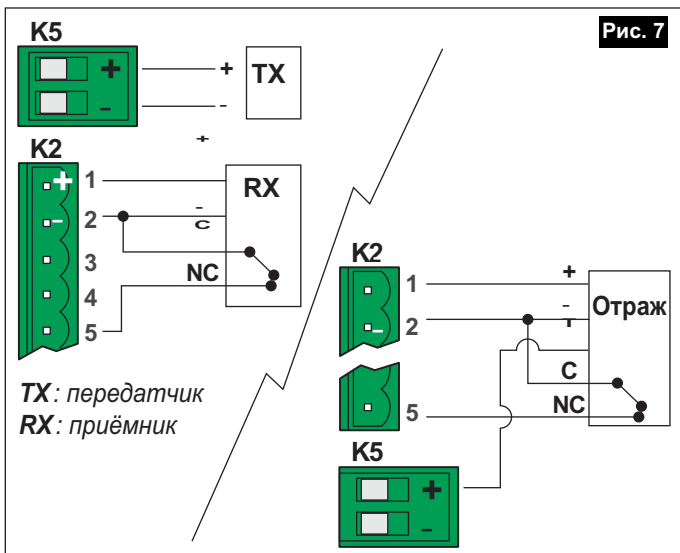 Рис. 7
K5
+ + TX
- -
K2
+
+ 1 RX
- 2 -
C
3
4 NC
5
TX: передатчик
RX: приёмник
K2
1 +
- 2 - Отраж
T
C
5 NC
K5
+
-